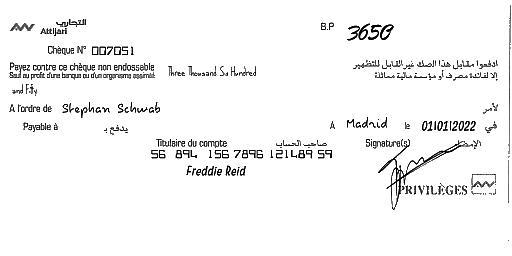 التجاري
Attijari
B.P 3650
Chèque N° 007051
Payez contre ce chèque non endossable
Sauf au profit d'une banque ou d'un organisme assimilé
Three Thousand Six Hundred
and Fifty
ادفعوا مقابل هذا الصك غير القابل للتظهير
إلا لفائدة مصرف أو مؤسسة مالية مماثلة
A l'ordre de Stephan Schwab لأمر
Payable à يدفع بـ
A Madrid le 01/01/2022 في
Titulaire du compte صاحب الحساب Signature(s) الإمضاء
56 894 156 7896 121489 59
Freddie Reid
PRIVILÈGES